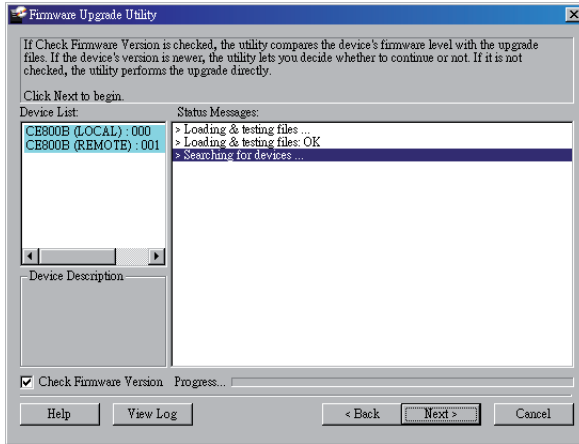 Firmware Upgrade Utility
If Check Firmware Version is checked, the utility compares the device's firmware level with the upgrade
files. If the device's version is newer, the utility lets you decide whether to continue or not. If it is not
checked, the utility performs the upgrade directly.
Click Next to begin.
Device List:
Status Messages:
CE800B (LOCAL) : 000
CE800B (REMOTE) : 001
> Loading & testing files ...
> Loading & testing files: OK
> Searching for devices ...
Device Description
Check Firmware Version Progress...
Help View Log < Back Next > Cancel